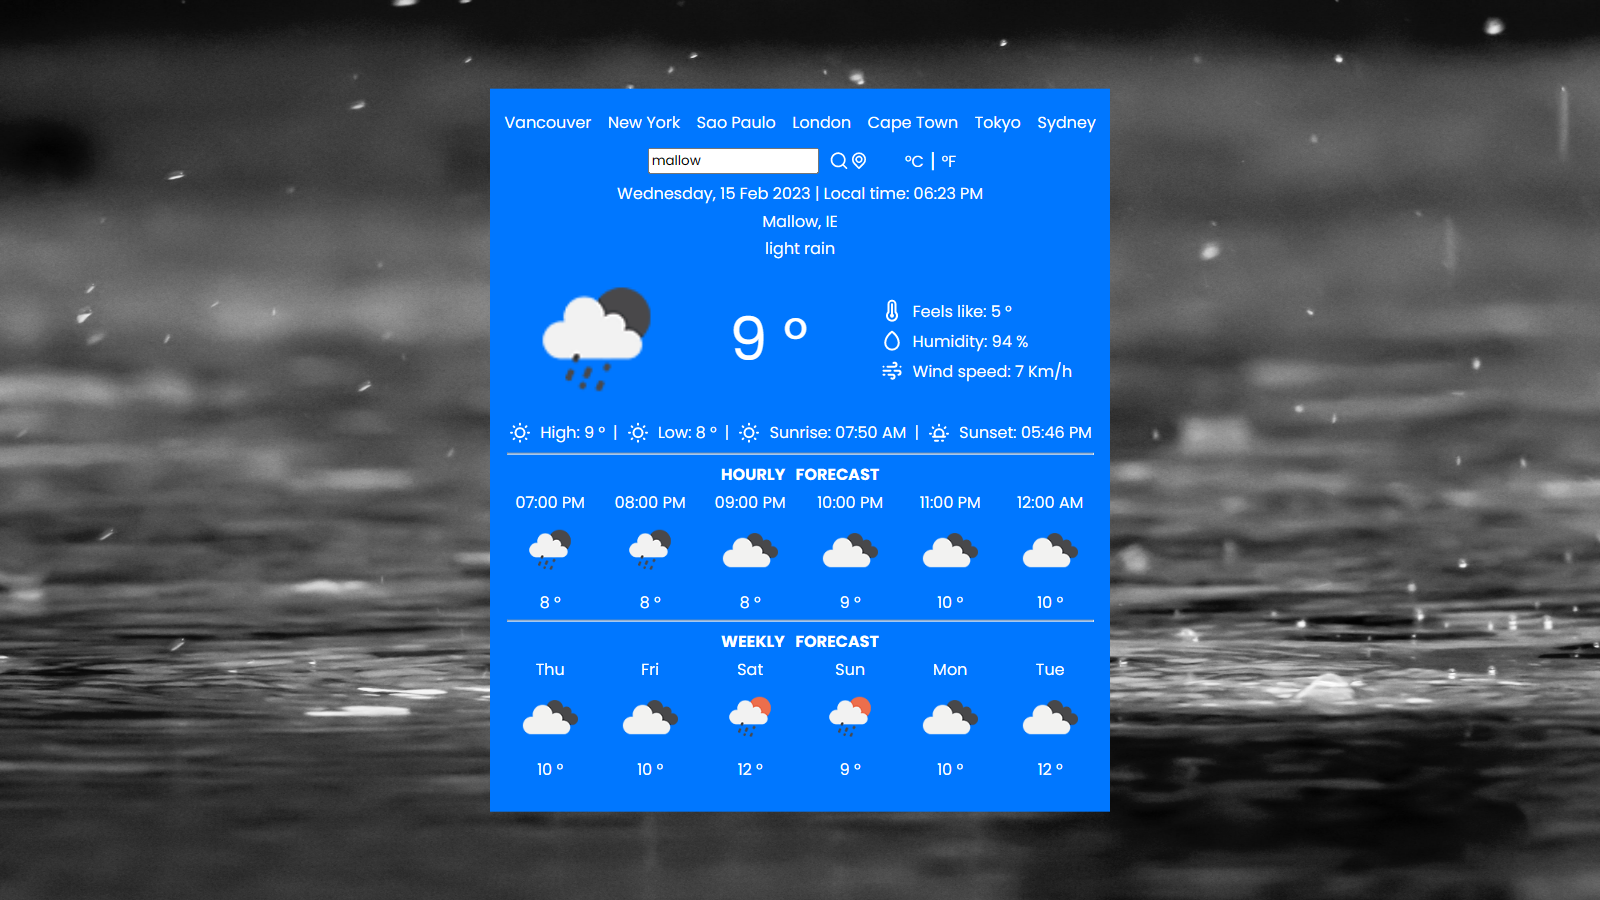 Vancouver New York Sao Paulo London Cape Town Tokyo Sydney
mallow ºC | ºF
Wednesday, 15 Feb 2023 | Local time: 06:23 PM
Mallow, IE
light rain
9 º
Feels like: 5 º
Humidity: 94 %
Wind speed: 7 Km/h
High: 9 º | Low: 8 º | Sunrise: 07:50 AM | Sunset: 05:46 PM
HOURLY FORECAST
07:00 PM 08:00 PM 09:00 PM 10:00 PM 11:00 PM 12:00 AM
8 º 8 º 8 º 9 º 10 º 10 º
WEEKLY FORECAST
Thu Fri Sat Sun Mon Tue
10 º 10 º 12 º 9 º 10 º 12 º